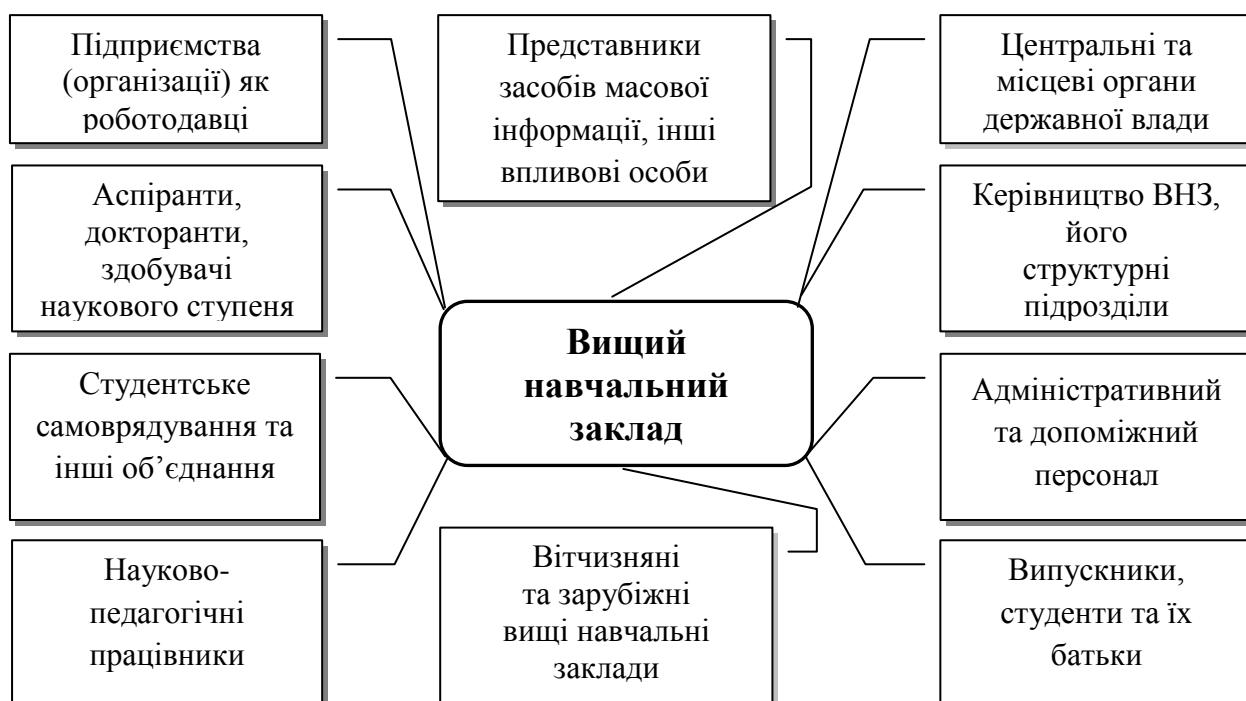 Підприємства
(організації) як
роботодавці
Представники
засобів масової
інформації, інші
впливові особи
Центральні та
місцеві органи
державної влади
Аспіранти,
докторанти,
здобувачі
наукового ступеня
Керівництво ВНЗ,
його
структурні
підрозділи
Вищий
навчальний
заклад
Студентське
самоврядування та
інші об’єднання
Адміністративний
та допоміжний
персонал
Науково-
педагогічні
працівники
Вітчизняні
та зарубіжні
вищі навчальні
заклади
Випускники,
студенти та їх
батьки